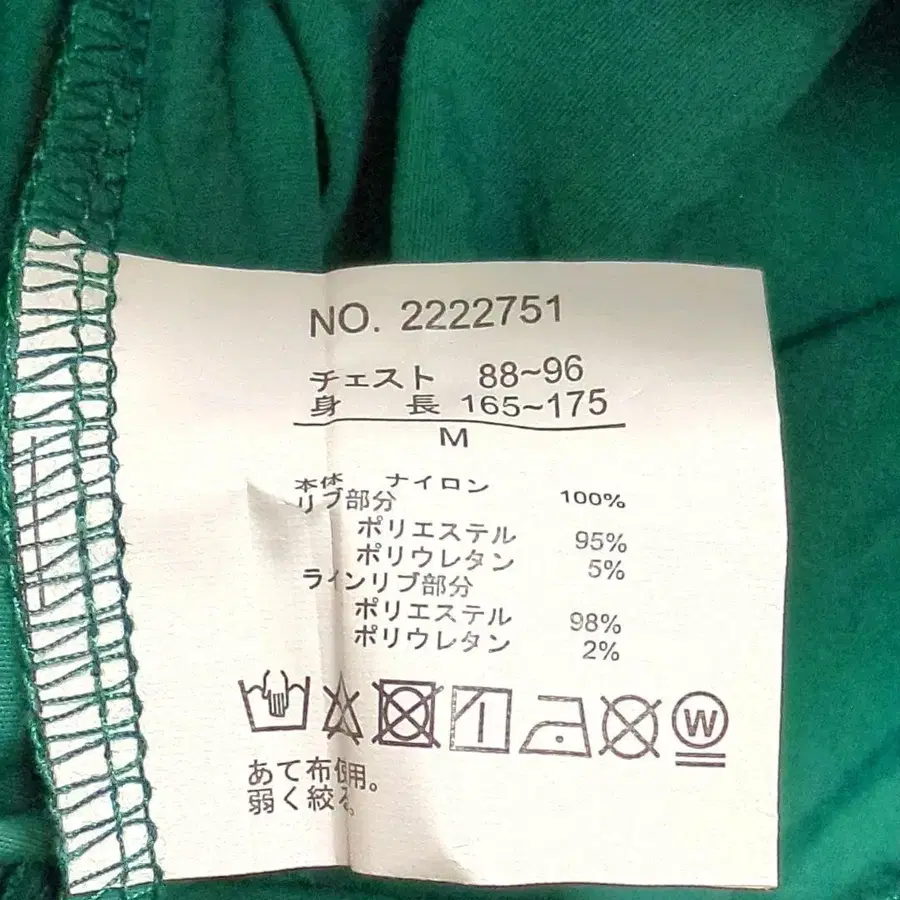 NO. 2222751
チェスト 88~96
身 長 165~175
M
本体 ナイロン 100%
リブ部分
ポリエステル 95%
ポリウレタン 5%
ラインリブ部分
ポリエステル 98%
ポリウレタン 2%
W
あて布使用。
弱く絞る。